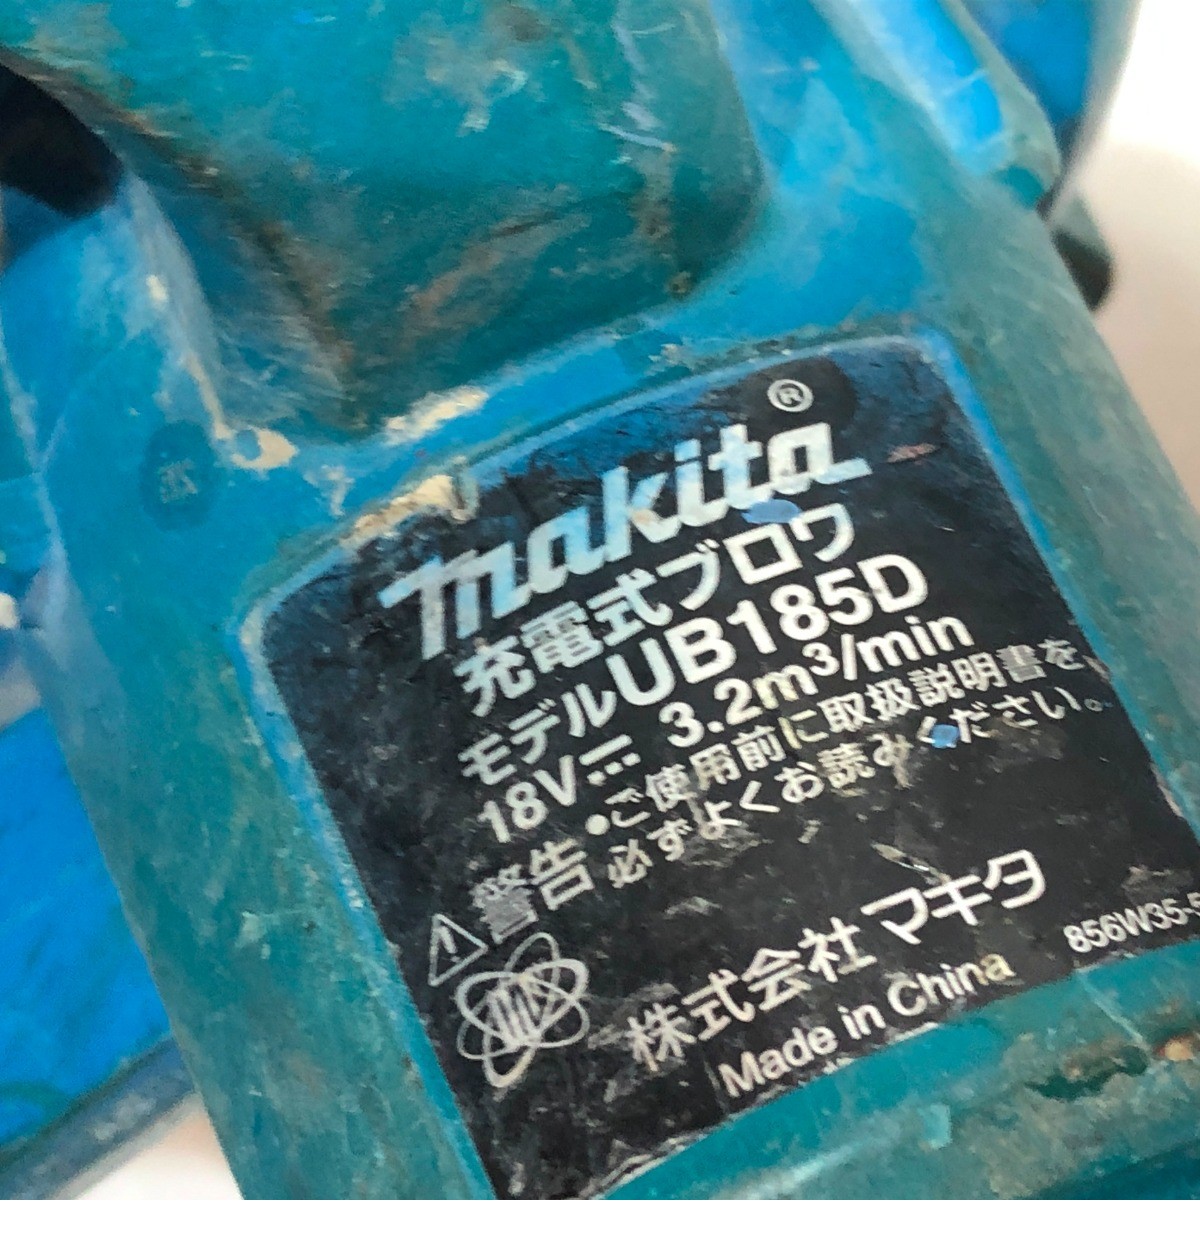 makita®
充電式ブロワ
モデルUB185D
18V⎓ 3.2m³/min
⚠警告 ●ご使用前に取扱説明書を
必ずよくお読みください。
株式会社マキタ
Made in China
856W35-